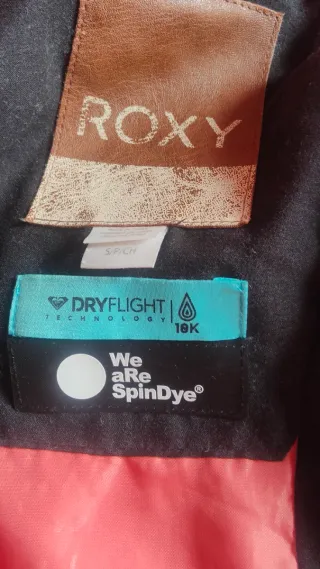 ROXY
S/P/CH
DRYFLIGHT
TECHNOLOGY
10K
We
aRe
SpinDye®